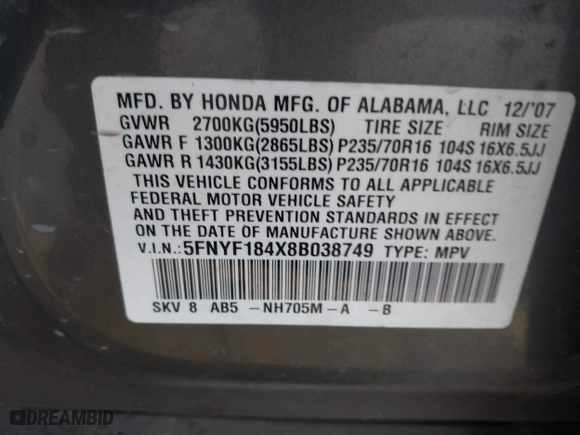 MFD. BY HONDA MFG. OF ALABAMA, LLC 12/'07
GVWR 2700KG(5950LBS) TIRE SIZE RIM SIZE
GAWR F 1300KG(2865LBS) P235/70R16 104S 16X6.5JJ
GAWR R 1430KG(3155LBS) P235/70R16 104S 16X6.5JJ
THIS VEHICLE CONFORMS TO ALL APPLICABLE
FEDERAL MOTOR VEHICLE SAFETY
AND THEFT PREVENTION STANDARDS IN EFFECT
ON THE DATE OF MANUFACTURE SHOWN ABOVE.
V.I.N.: 5FNYF184X8B038749 TYPE: MPV
SKV 8 AB5 -NH705M-A -B
DREAMBID